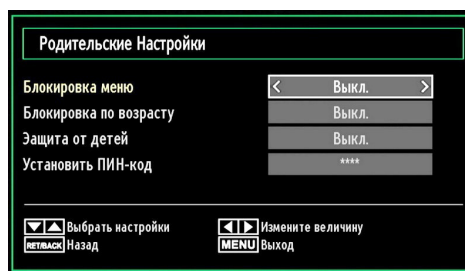 Родительские Настройки
Блокировка меню < Выкл. >
Блокировка по возрасту Выкл.
Защита от детей Выкл.
Установить ПИН-код ****
Выбрать настройки Измените величину
RET/BACK Назад MENU Выход